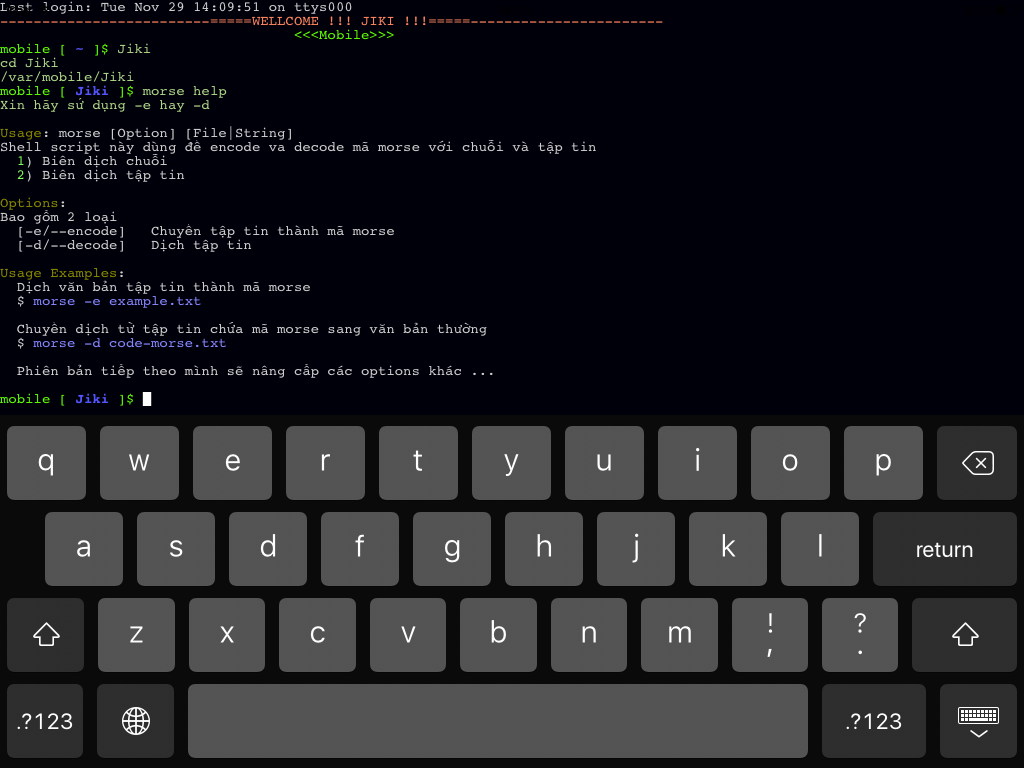 Last login: Tue Nov 29 14:09:51 on ttys000
-------------------------=====WELLCOME !!! JIKI !!!=====-----------------------
<<<Mobile>>>
mobile [ ~ ]$ Jiki
cd Jiki
/var/mobile/Jiki
mobile [ Jiki ]$ morse help
Xin hãy sử dụng -e hay -d
Usage: morse [Option] [File|String]
Shell script này dùng để encode va decode mã morse với chuỗi và tập tin
1) Biên dịch chuỗi
2) Biên dịch tập tin
Options:
Bao gồm 2 loại
[-e/--encode] Chuyển tập tin thành mã morse
[-d/--decode] Dịch tập tin
Usage Examples:
Dịch văn bản tập tin thành mã morse
$ morse -e example.txt
Chuyển dịch từ tập tin chứa mã morse sang văn bản thường
$ morse -d code-morse.txt
Phiên bản tiếp theo mình sẽ nâng cấp các options khác ...
mobile [ Jiki ]$
q w e r t y u i o p
a s d f g h j k l return
z x c v b n m ! , ? .
.?123 .?123